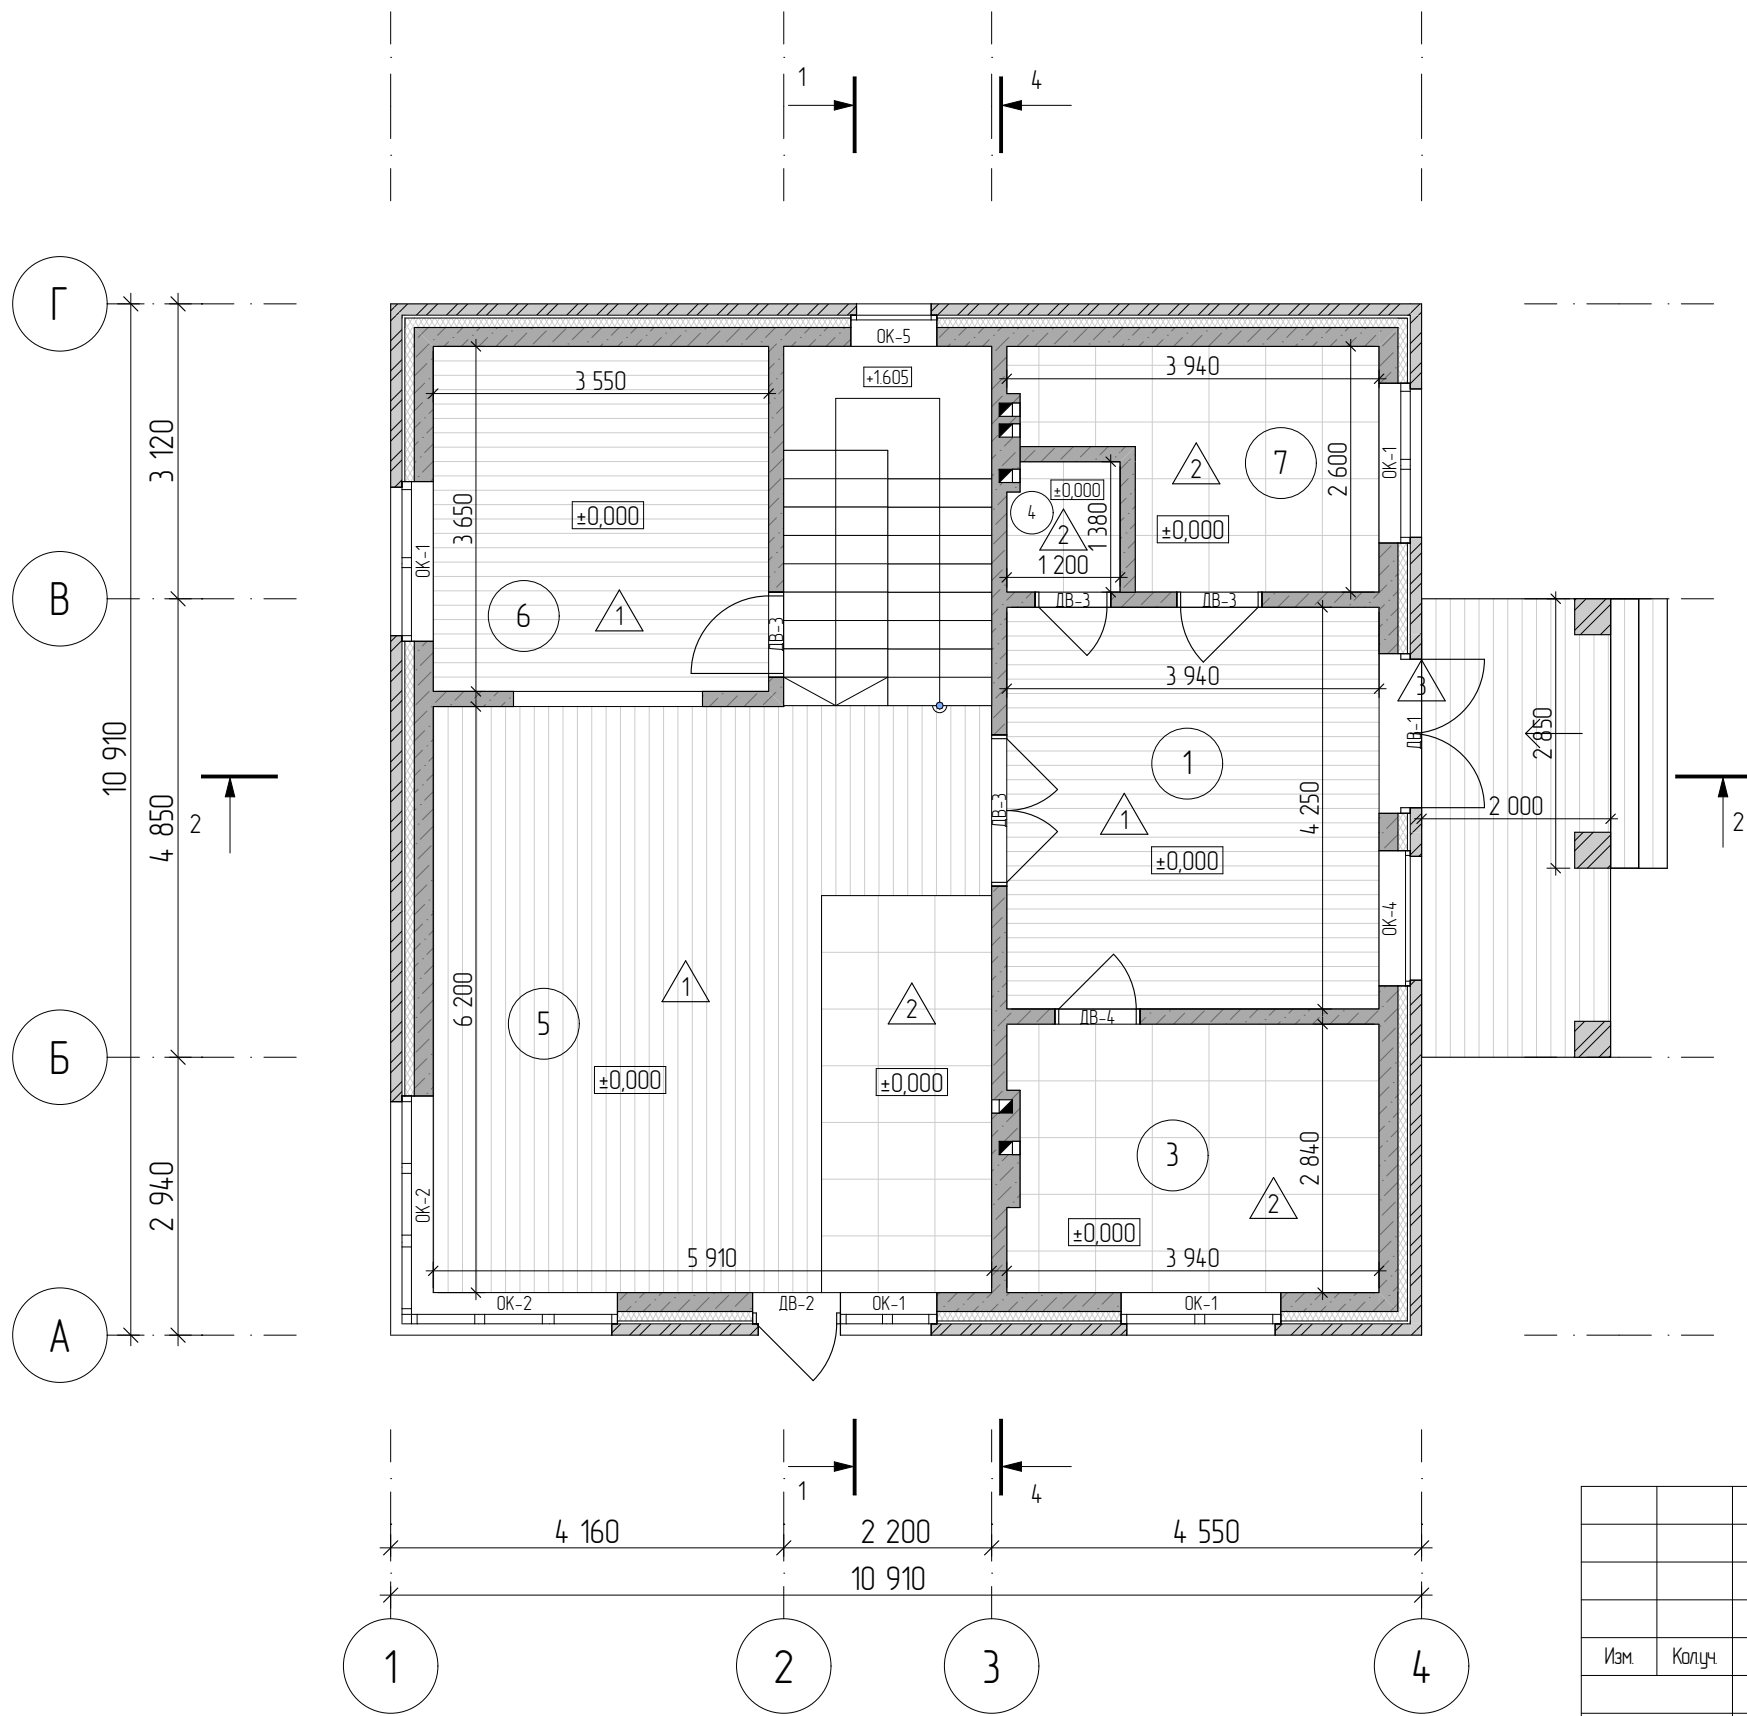 1
4
Г
ОК-5
+1.605
3 550
3 940
3 120
3 650
±0,000
ОК-1
2
7
2 600
ОК-1
±0,000
4
2
1 380
±0,000
1 200
В
6
1
ДВ-3
ДВ-3
ДВ-3
3 940
3
10 910
1
ДВ-1
2 850
2
4 850
ДВ-3
1
4 250
2 000
2
±0,000
ОК-4
6 200
1
2
5
ДВ-4
Б
±0,000
±0,000
3
2 840
2 940
ОК-2
2
±0,000
5 910
3 940
А
ОК-2
ДВ-2
ОК-1
ОК-1
1
4
4 160
2 200
4 550
10 910
1
2
3
4
Изм.
Кол.уч.